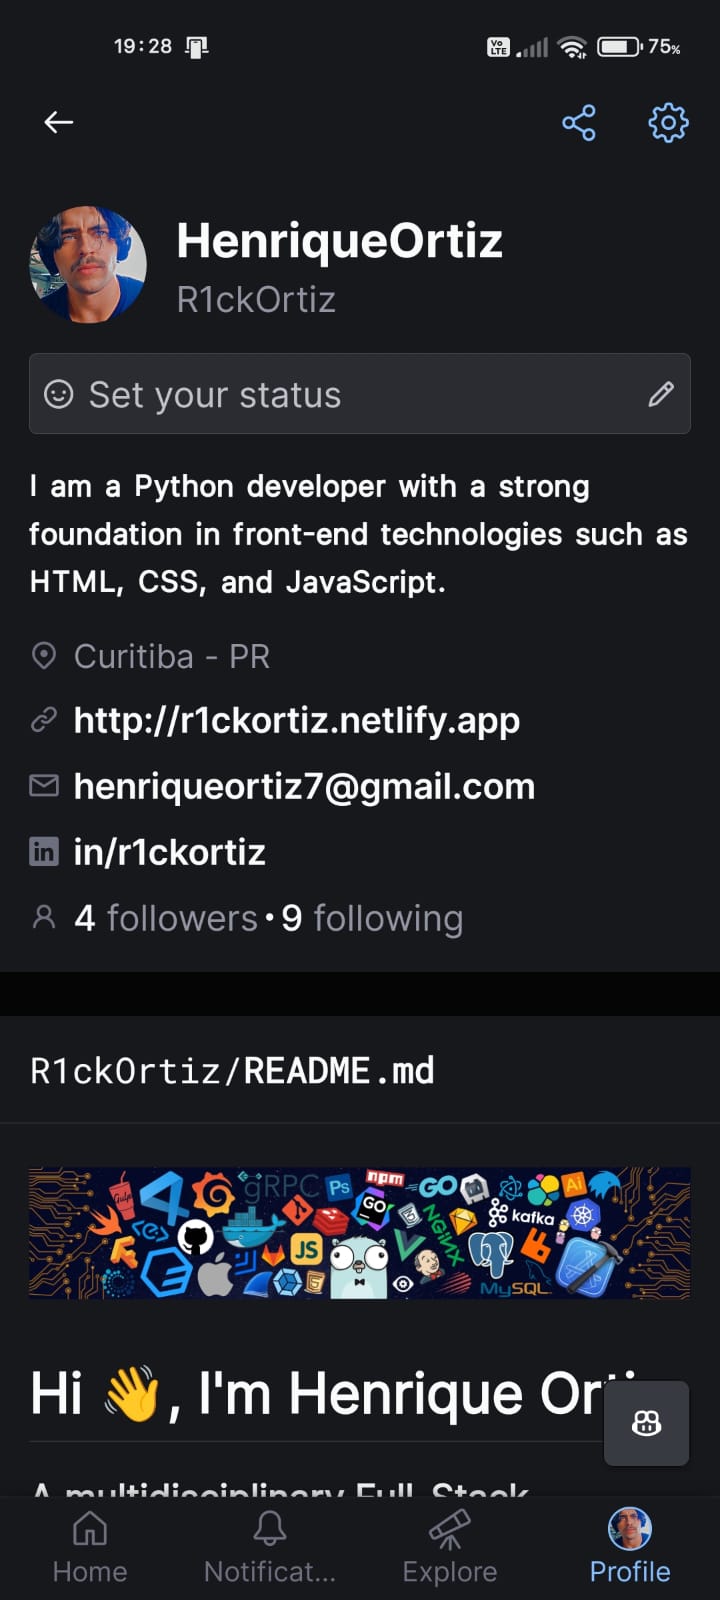 19:28
Vo LTE
75%
HenriqueOrtiz
R1ckOrtiz
Set your status
I am a Python developer with a strong
foundation in front-end technologies such as
HTML, CSS, and JavaScript.
Curitiba - PR
http://r1ckortiz.netlify.app
henriqueortiz7@gmail.com
in in/r1ckortiz
4 followers • 9 following
R1ckOrtiz/README.md
Gulp
gRPC
Ps
npm
GO
Ai
GO
kafka
NGINX
JS
MySQL
Hi 👋, I'm Henrique Orti
A multidisciplinary Full Stack
Home
Notificat...
Explore
Profile